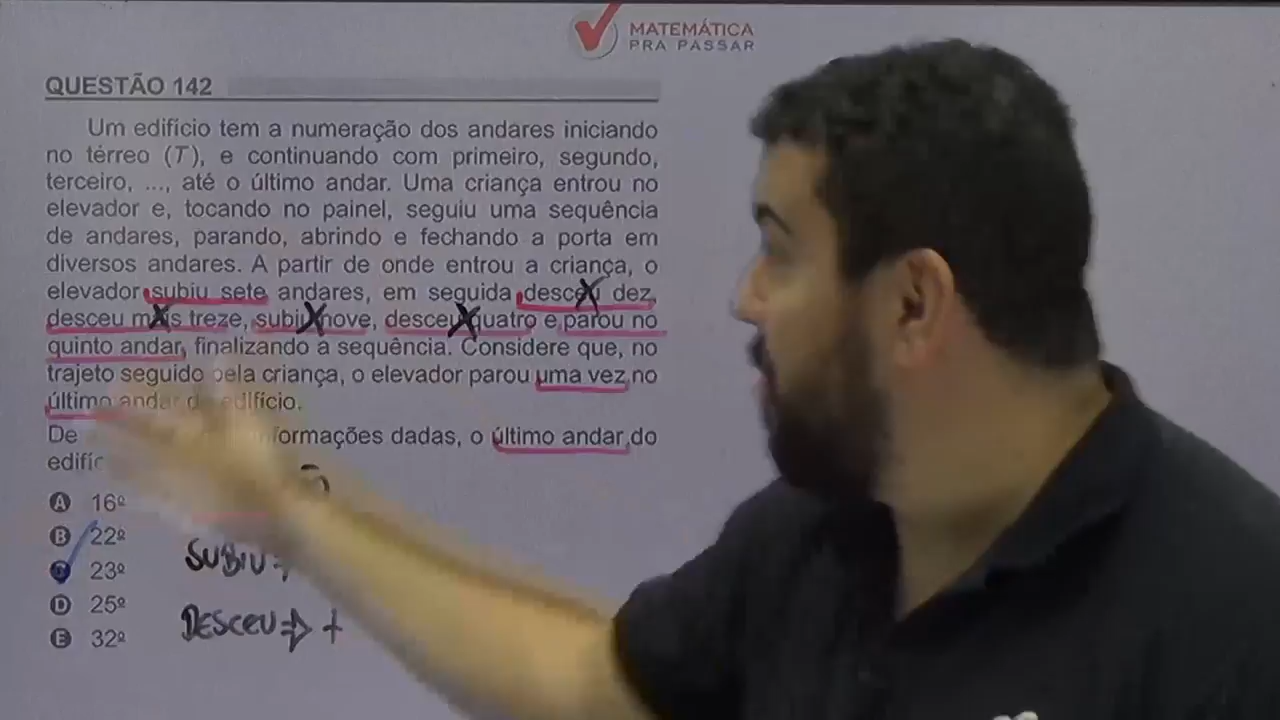 MATEMÁTICA
PRA PASSAR
QUESTÃO 142
Um edifício tem a numeração dos andares iniciando
no térreo (T), e continuando com primeiro, segundo,
terceiro, ..., até o último andar. Uma criança entrou no
elevador e, tocando no painel, seguiu uma sequência
de andares, parando, abrindo e fechando a porta em
diversos andares. A partir de onde entrou a criança, o
elevador subiu sete andares, em seguida desceu dez,
desceu mais treze, subiu nove, desceu quatro e parou no
quinto andar, finalizando a sequência. Considere que, no
trajeto seguido pela criança, o elevador parou uma vez no
último andar do edifício.
De informações dadas, o último andar do
A 16º
B 22º
23º
D 25º
E 32º
SUBIU
DESCEU => +